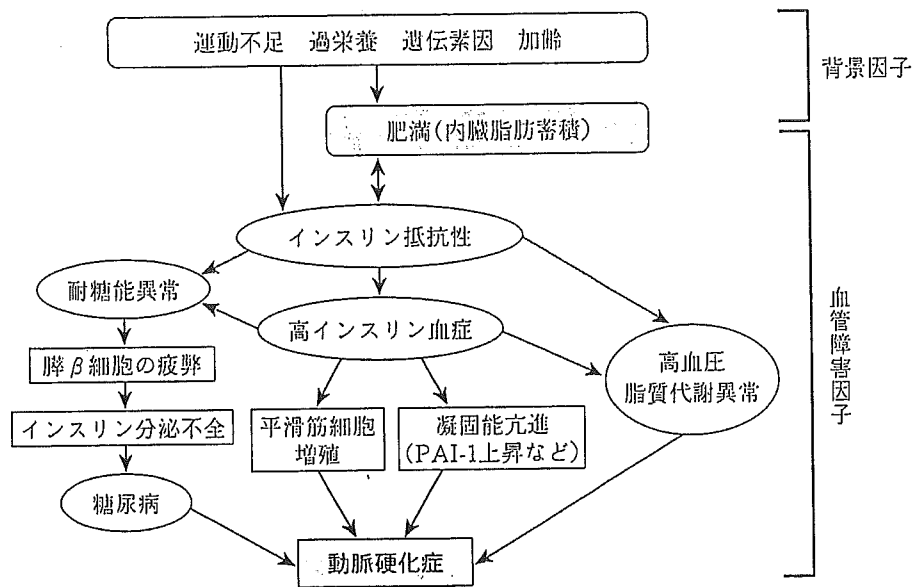 運動不足 過栄養 遺伝素因 加齢
背景因子
肥満(内臓脂肪蓄積)
インスリン抵抗性
耐糖能異常
高インスリン血症
血管障害因子
膵β細胞の疲弊
高血圧
脂質代謝異常
インスリン分泌不全
平滑筋細胞
増殖
凝固能亢進
(PAI-1上昇など)
糖尿病
動脈硬化症